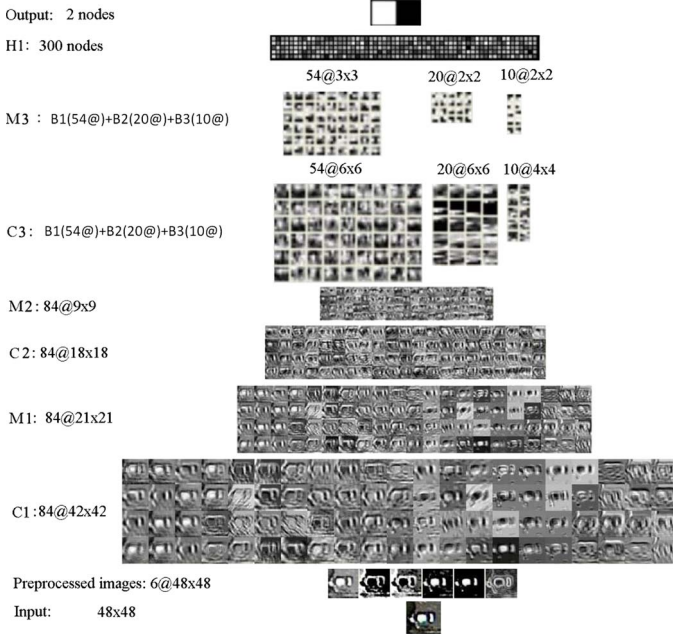 Output: 2 nodes
H1: 300 nodes
54@3x3 20@2x2 10@2x2
M3 : B1(54@)+B2(20@)+B3(10@)
54@6x6 20@6x6 10@4x4
C3: B1(54@)+B2(20@)+B3(10@)
M2: 84@9x9
C2: 84@18x18
M1: 84@21x21
C1:84@42x42
Preprocessed images: 6@48x48
Input: 48x48